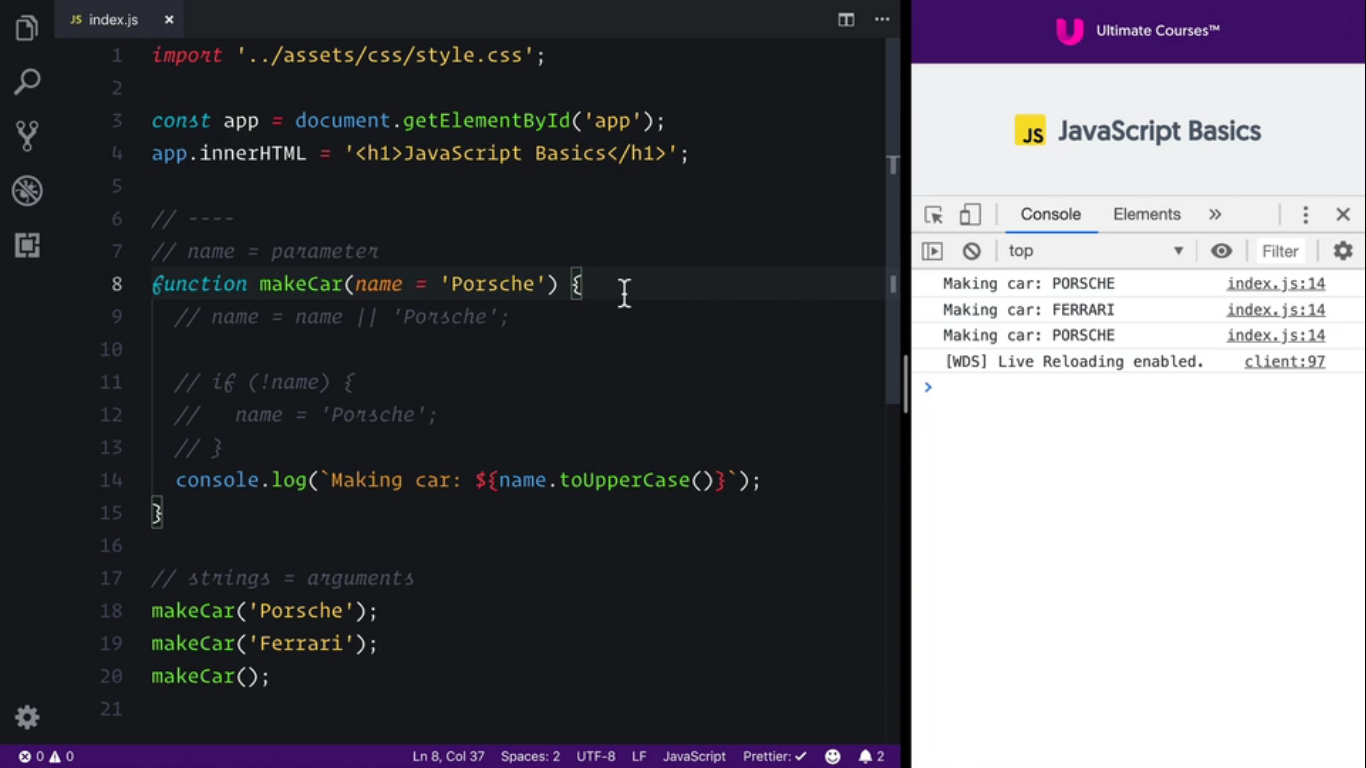 JS index.js ×
1 import '../assets/css/style.css';
2
3 const app = document.getElementById('app');
4 app.innerHTML = '<h1>JavaScript Basics</h1>';
5
6 // ----
7 // name = parameter
8 function makeCar(name = 'Porsche') {
9 // name = name || 'Porsche';
10
11 // if (!name) {
12 //   name = 'Porsche';
13 // }
14 console.log(`Making car: ${name.toUpperCase()}`);
15 }
16
17 // strings = arguments
18 makeCar('Porsche');
19 makeCar('Ferrari');
20 makeCar();
21
0 0 Ln 8, Col 37 Spaces: 2 UTF-8 LF JavaScript Prettier: ✓ 2
Ultimate Courses™
JS JavaScript Basics
Console Elements »
top Filter
Making car: PORSCHE index.js:14
Making car: FERRARI index.js:14
Making car: PORSCHE index.js:14
[WDS] Live Reloading enabled. client:97
>